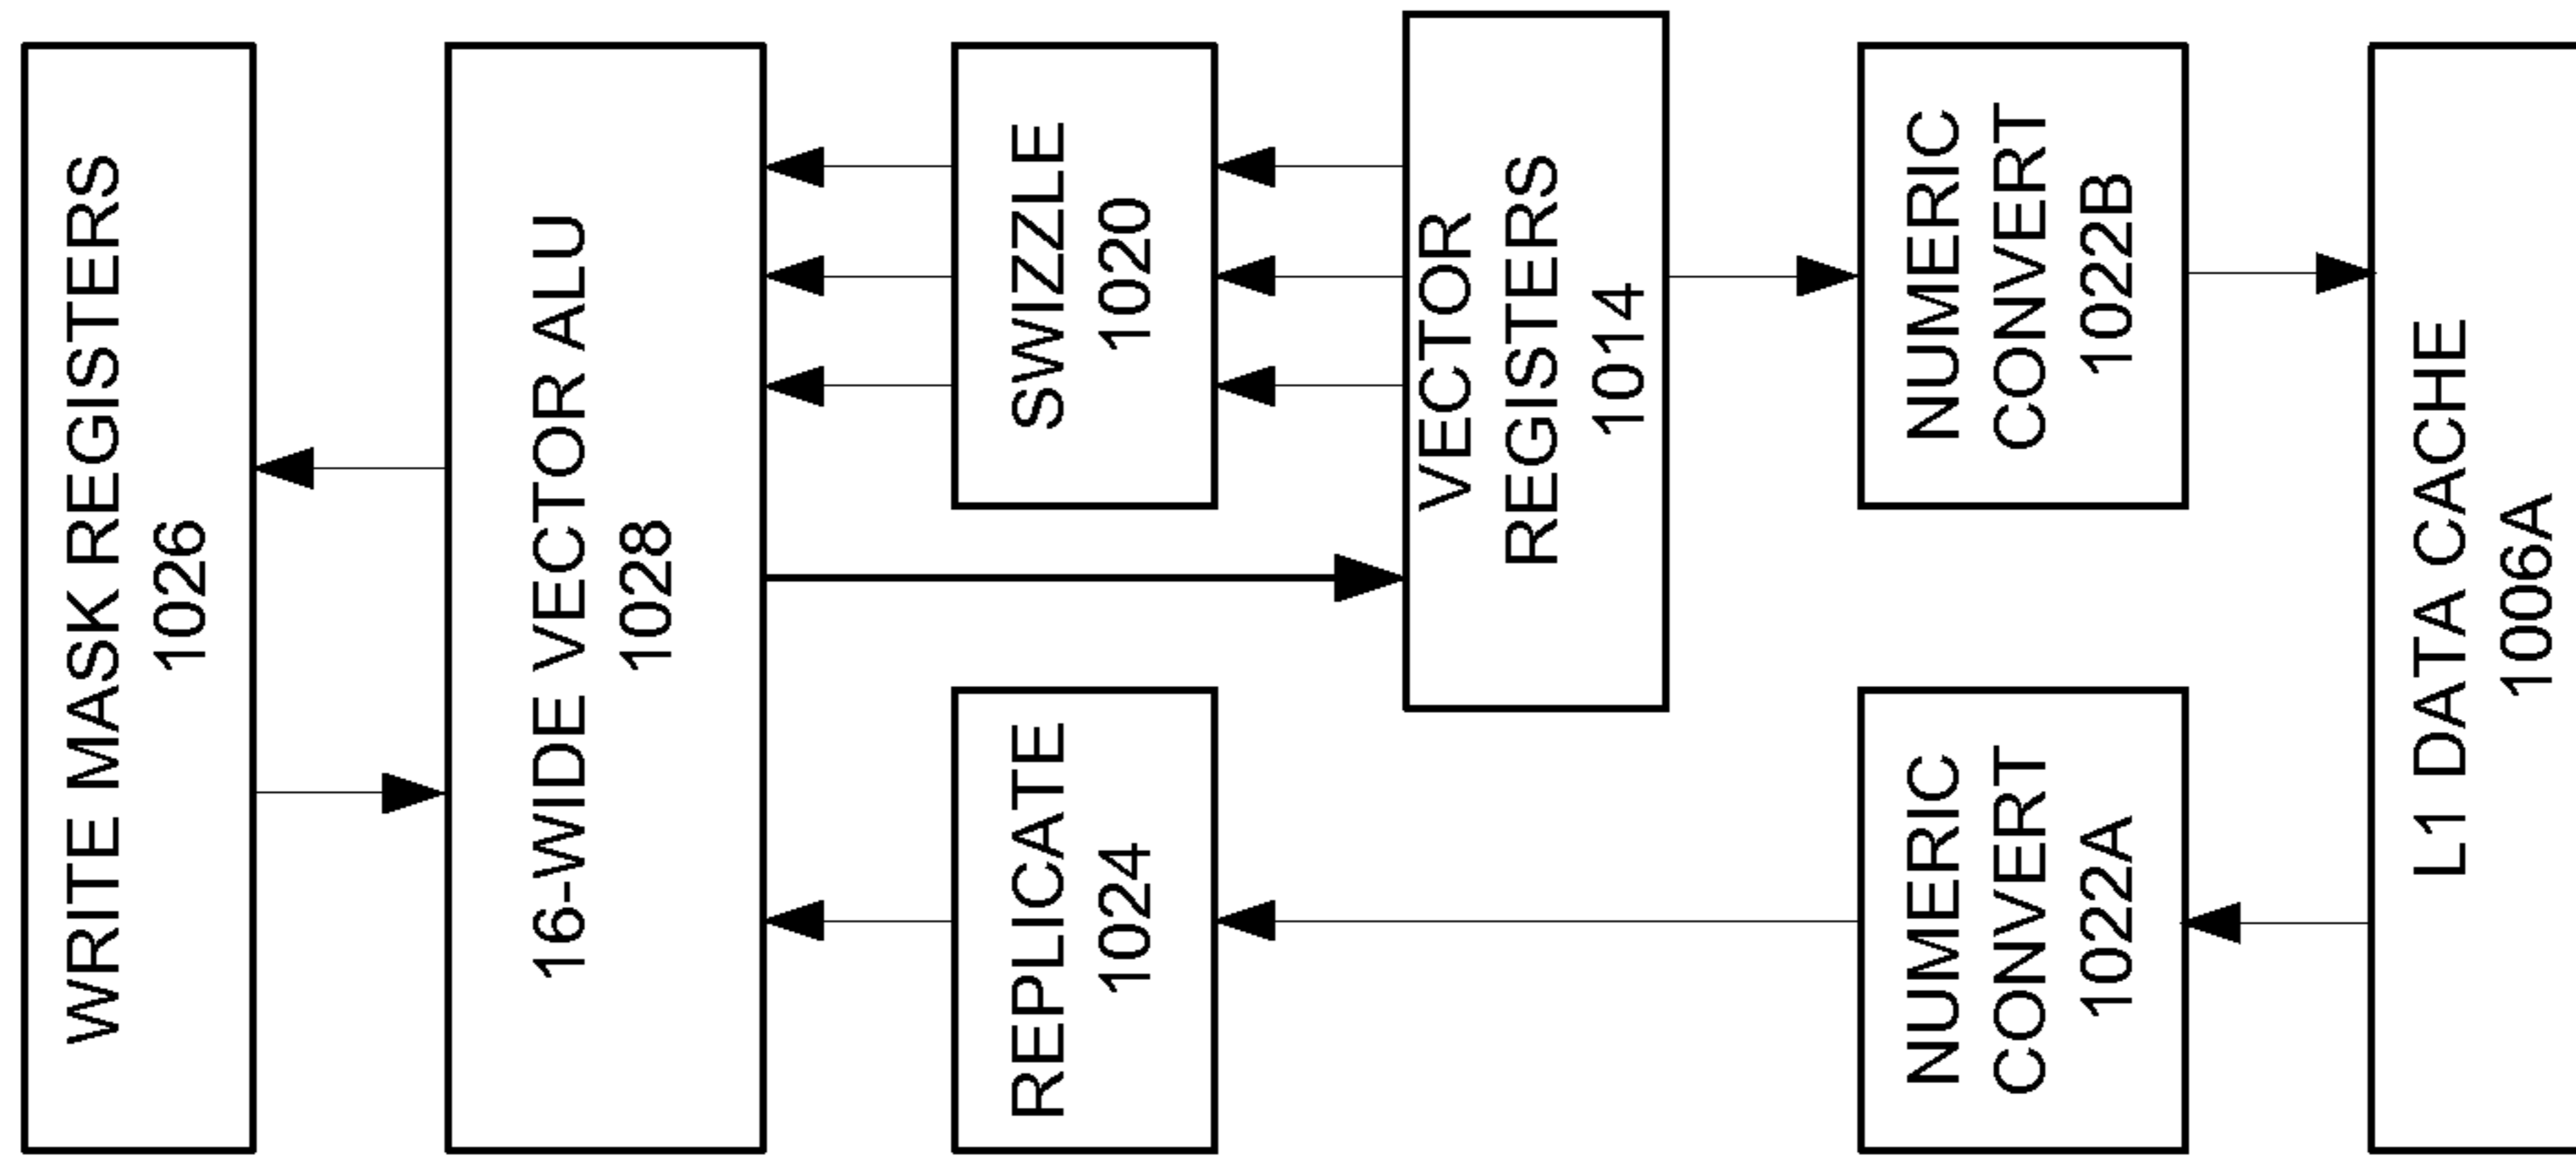 WRITE MASK REGISTERS
1026
16-WIDE VECTOR ALU
1028
REPLICATE
1024
SWIZZLE
1020
VECTOR
REGISTERS
1014
NUMERIC
CONVERT
1022A
NUMERIC
CONVERT
1022B
L1 DATA CACHE
1006A